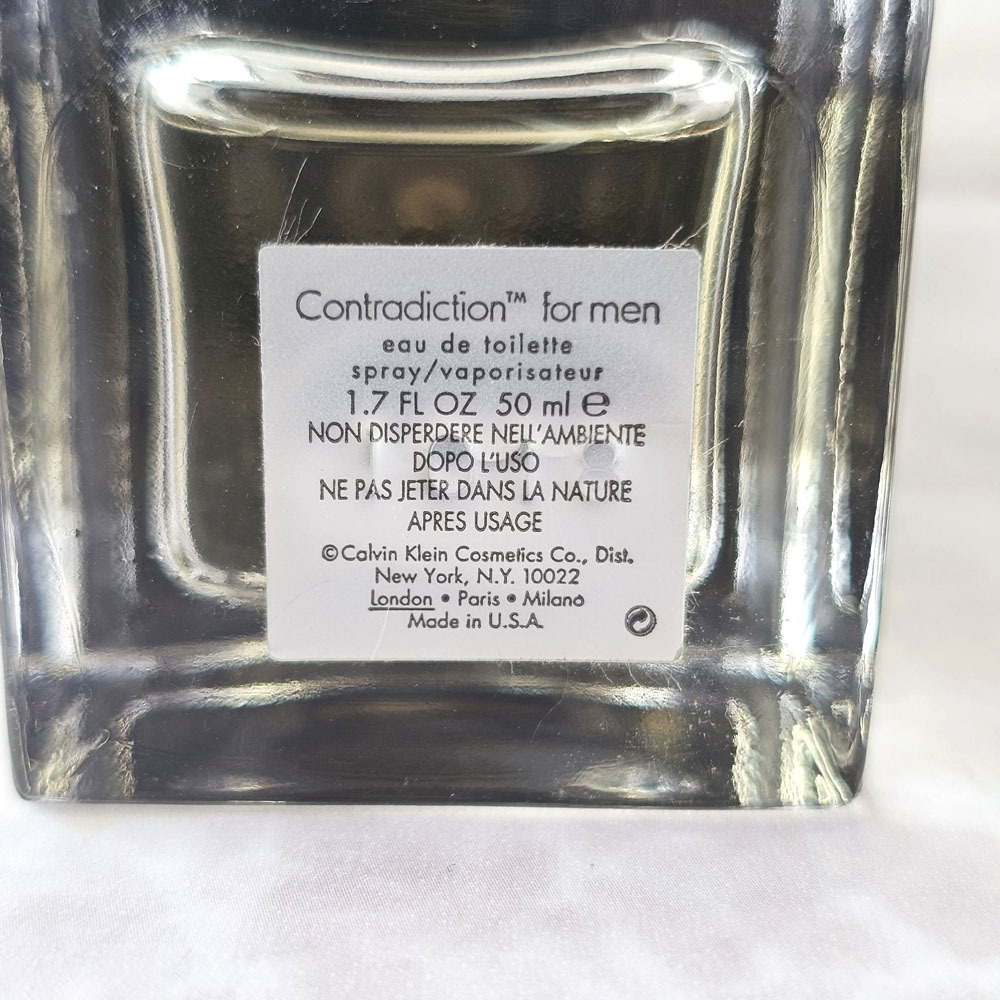 Contradiction™ for men
eau de toilette
spray/vaporisateur
1.7 FL OZ 50 ml ℮
NON DISPERDERE NELL'AMBIENTE
DOPO L'USO
NE PAS JETER DANS LA NATURE
APRES USAGE
©Calvin Klein Cosmetics Co., Dist.
New York, N.Y. 10022
London • Paris • Milano
Made in U.S.A.